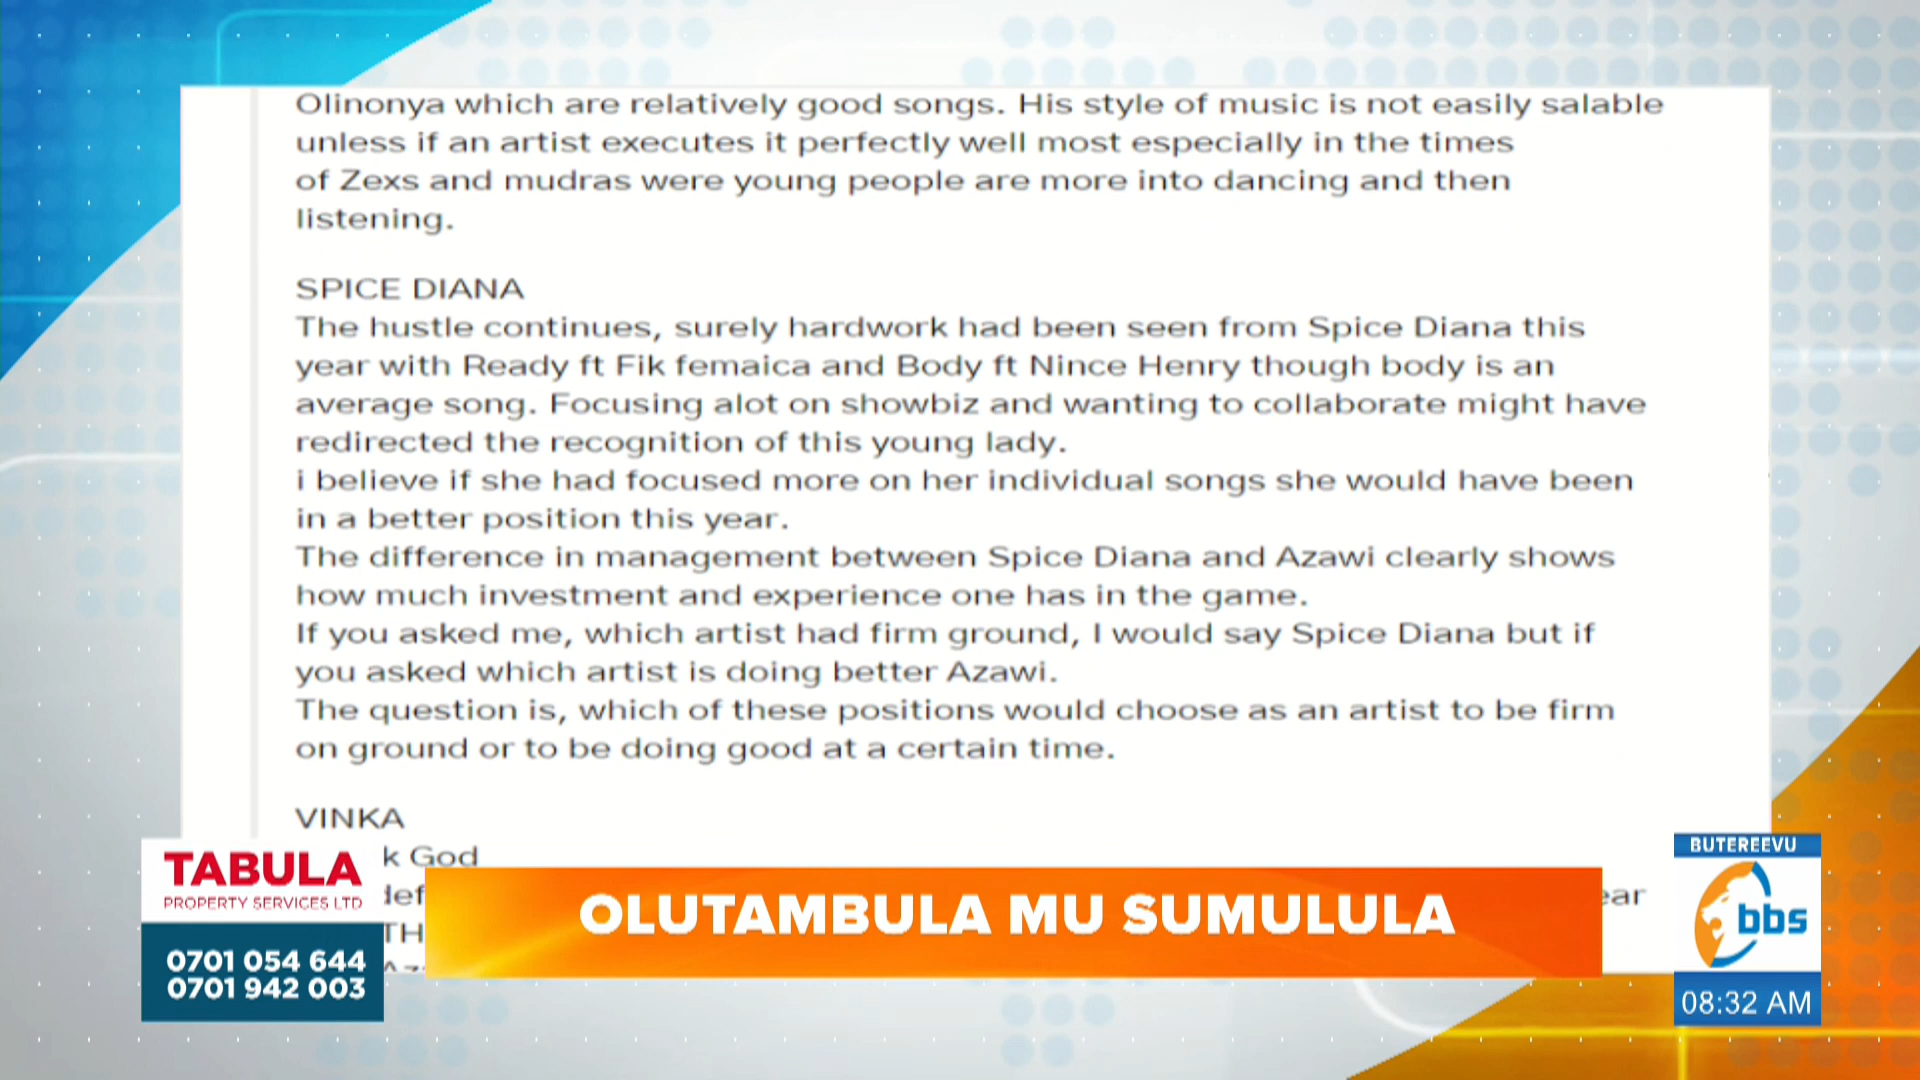 Olinonya which are relatively good songs. His style of music is not easily salable
unless if an artist executes it perfectly well most especially in the times
of Zexs and mudras were young people are more into dancing and then
listening.
SPICE DIANA
The hustle continues, surely hardwork had been seen from Spice Diana this
year with Ready ft Fik femaica and Body ft Nince Henry though body is an
average song. Focusing alot on showbiz and wanting to collaborate might have
redirected the recognition of this young lady.
i believe if she had focused more on her individual songs she would have been
in a better position this year.
The difference in management between Spice Diana and Azawi clearly shows
how much investment and experience one has in the game.
If you asked me, which artist had firm ground, I would say Spice Diana but if
you asked which artist is doing better Azawi.
The question is, which of these positions would choose as an artist to be firm
on ground or to be doing good at a certain time.
VINKA
God
TABULA
PROPERTY SERVICES LTD
0701 054 644
0701 942 003
OLUTAMBULA MU SUMULULA
BUTEREEVU
bbs
08:32 AM